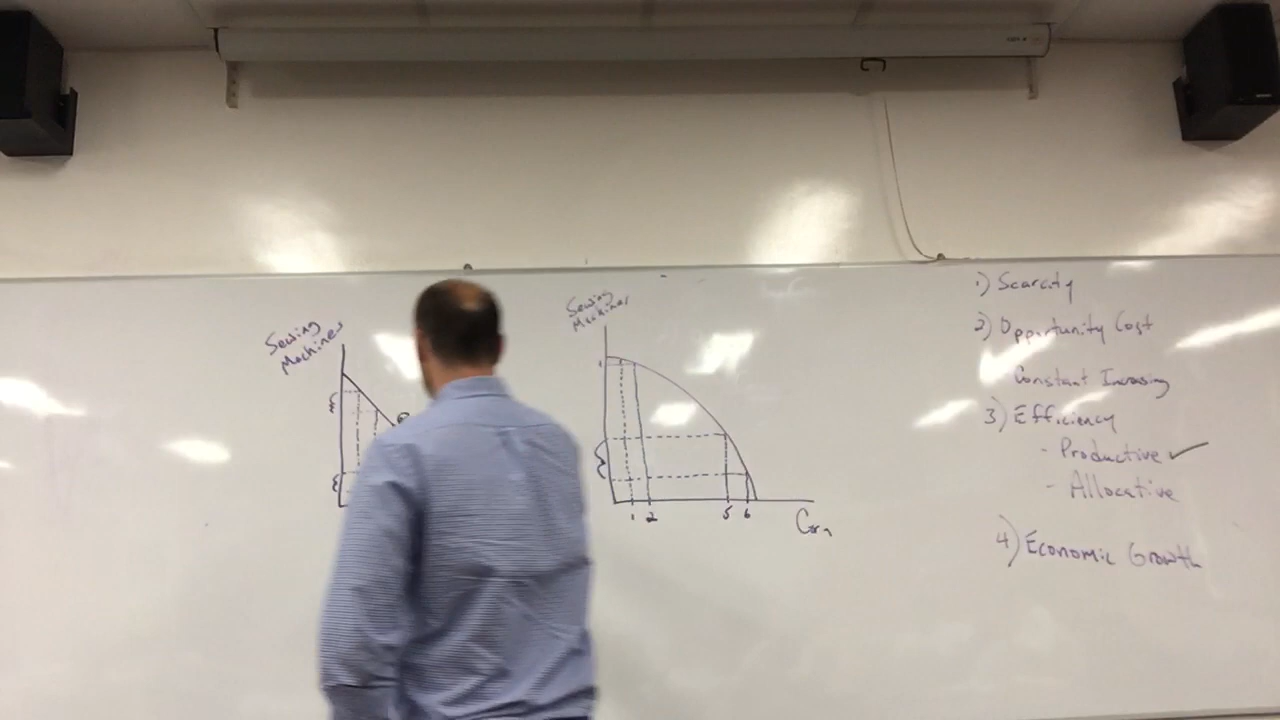 Sewing
Machines
Sewing
Machines
1 2 5 6
Corn
1) Scarcity
2) Opportunity Cost
Constant Increasing
3) Efficiency
- Productive ✓
- Allocative
4) Economic Growth